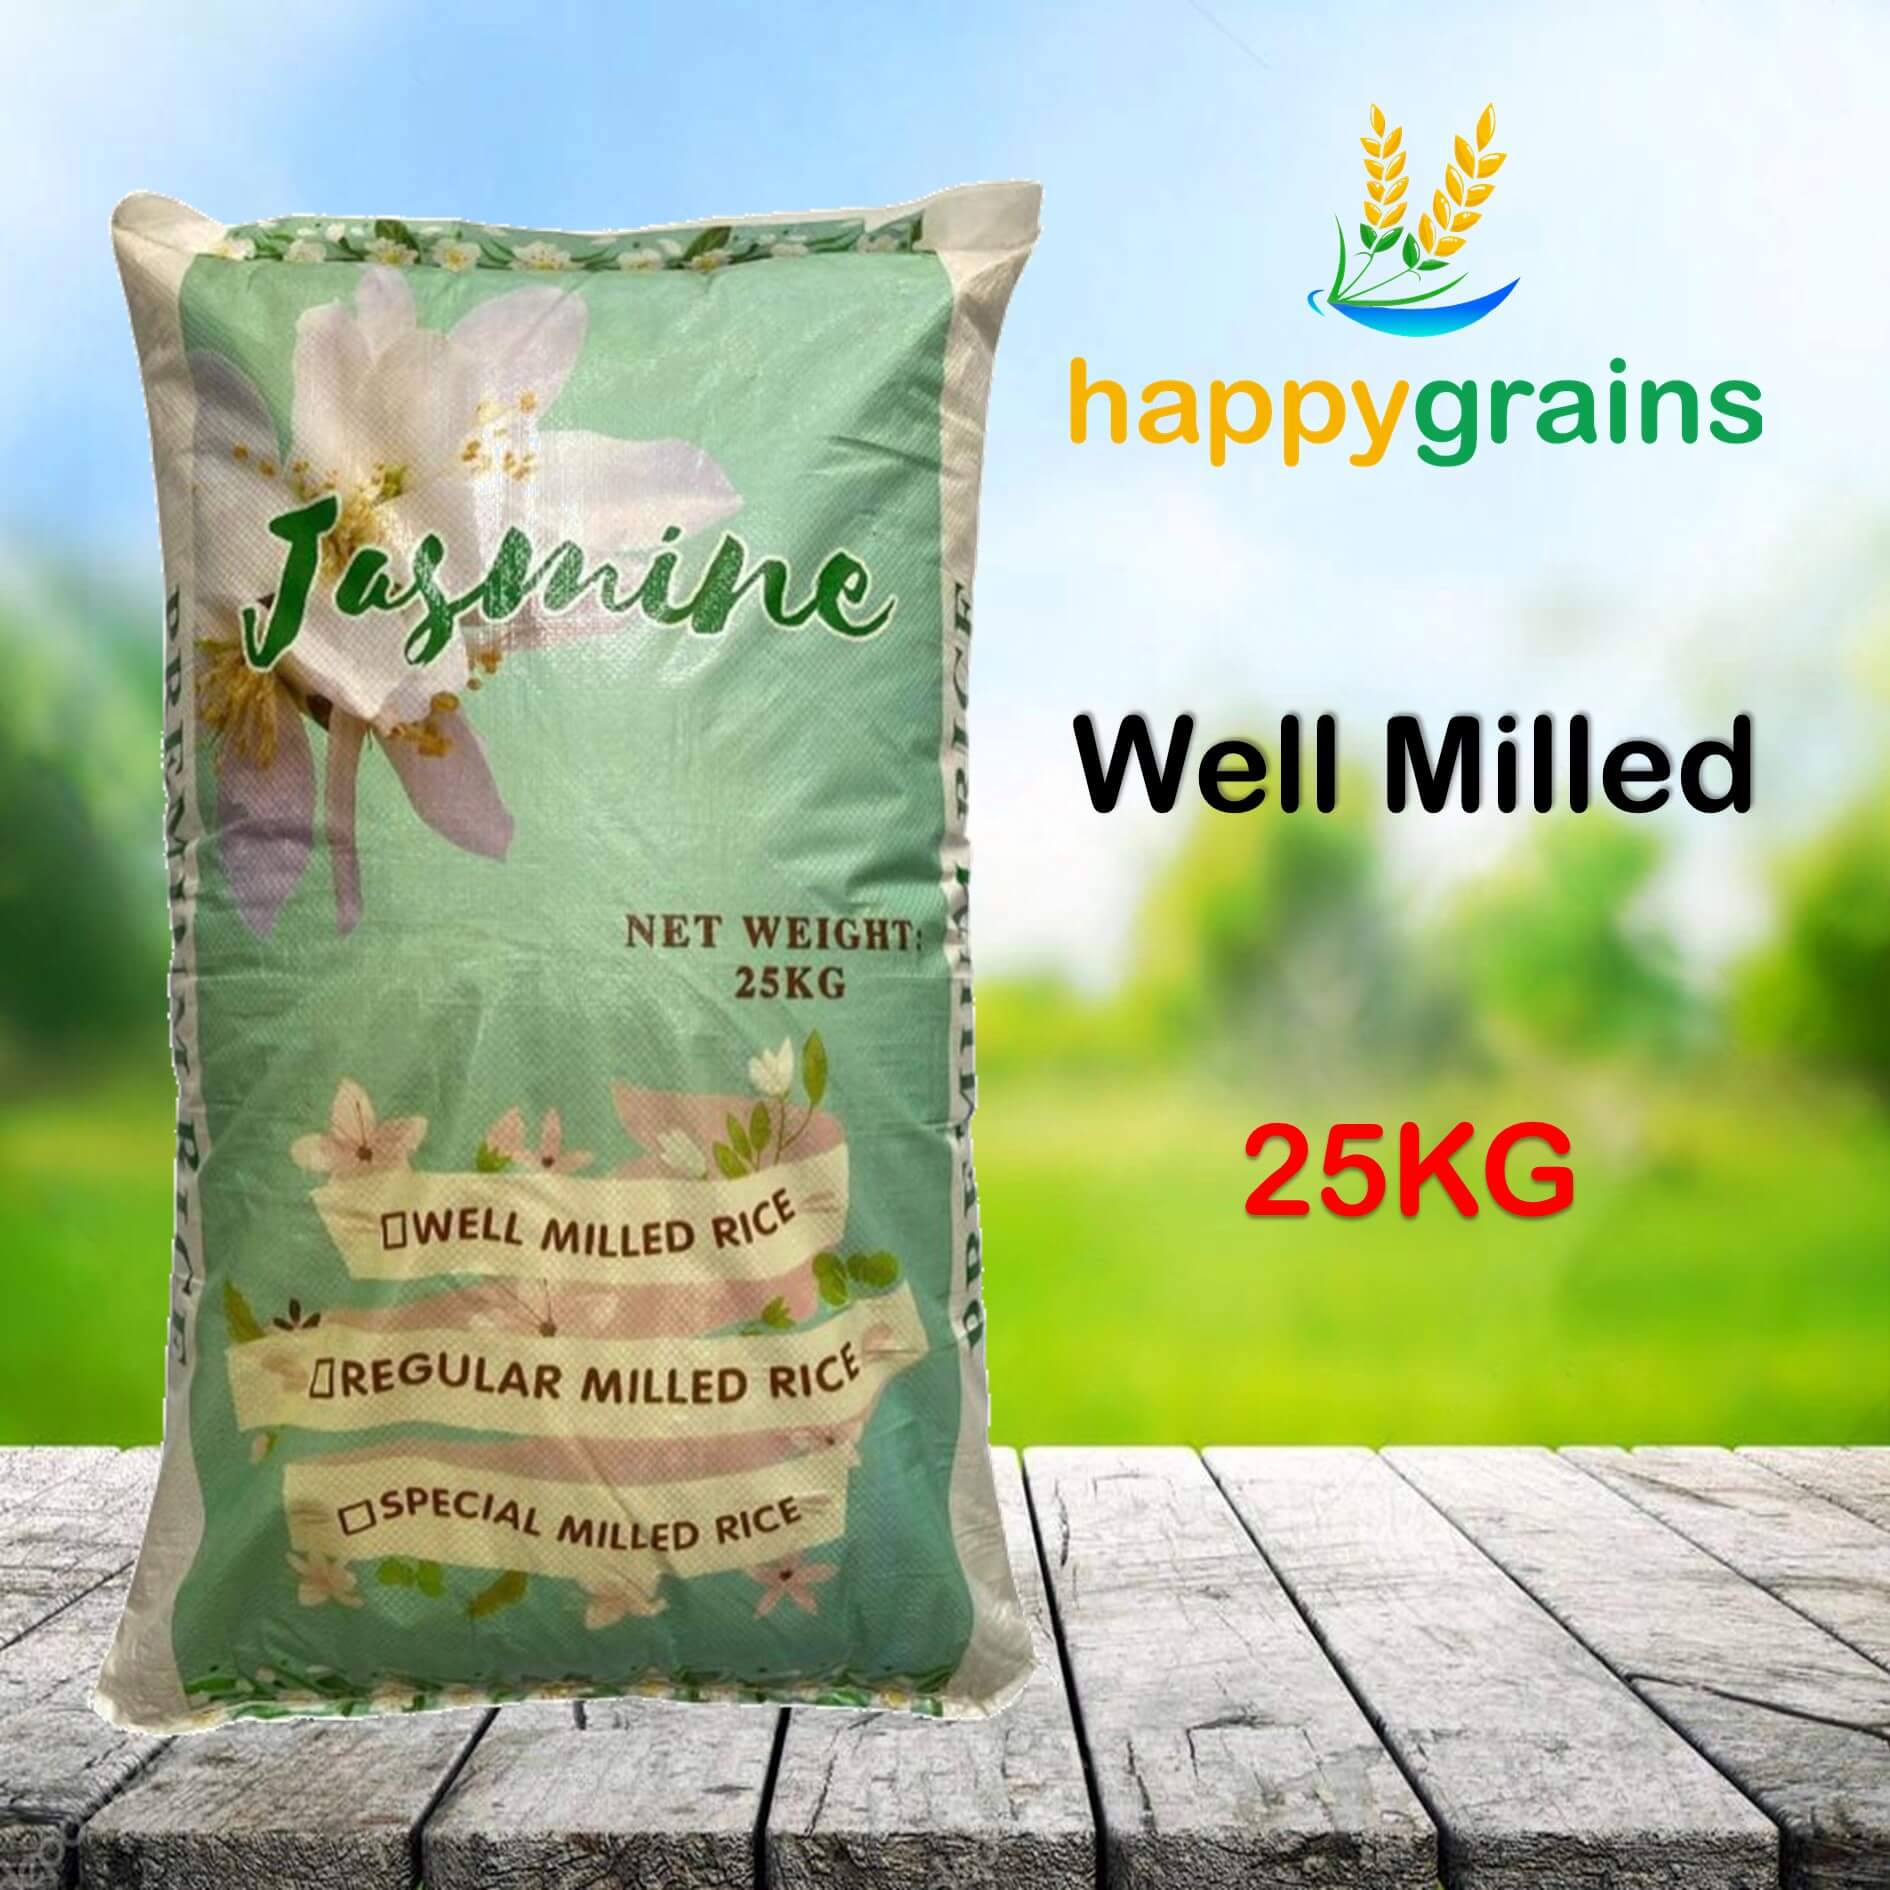 happygrains
Jasmine
Well Milled
NET WEIGHT:
25KG
25KG
□WELL MILLED RICE
□REGULAR MILLED RICE
□SPECIAL MILLED RICE
PREMIUM RICE
PREMIUM RICE